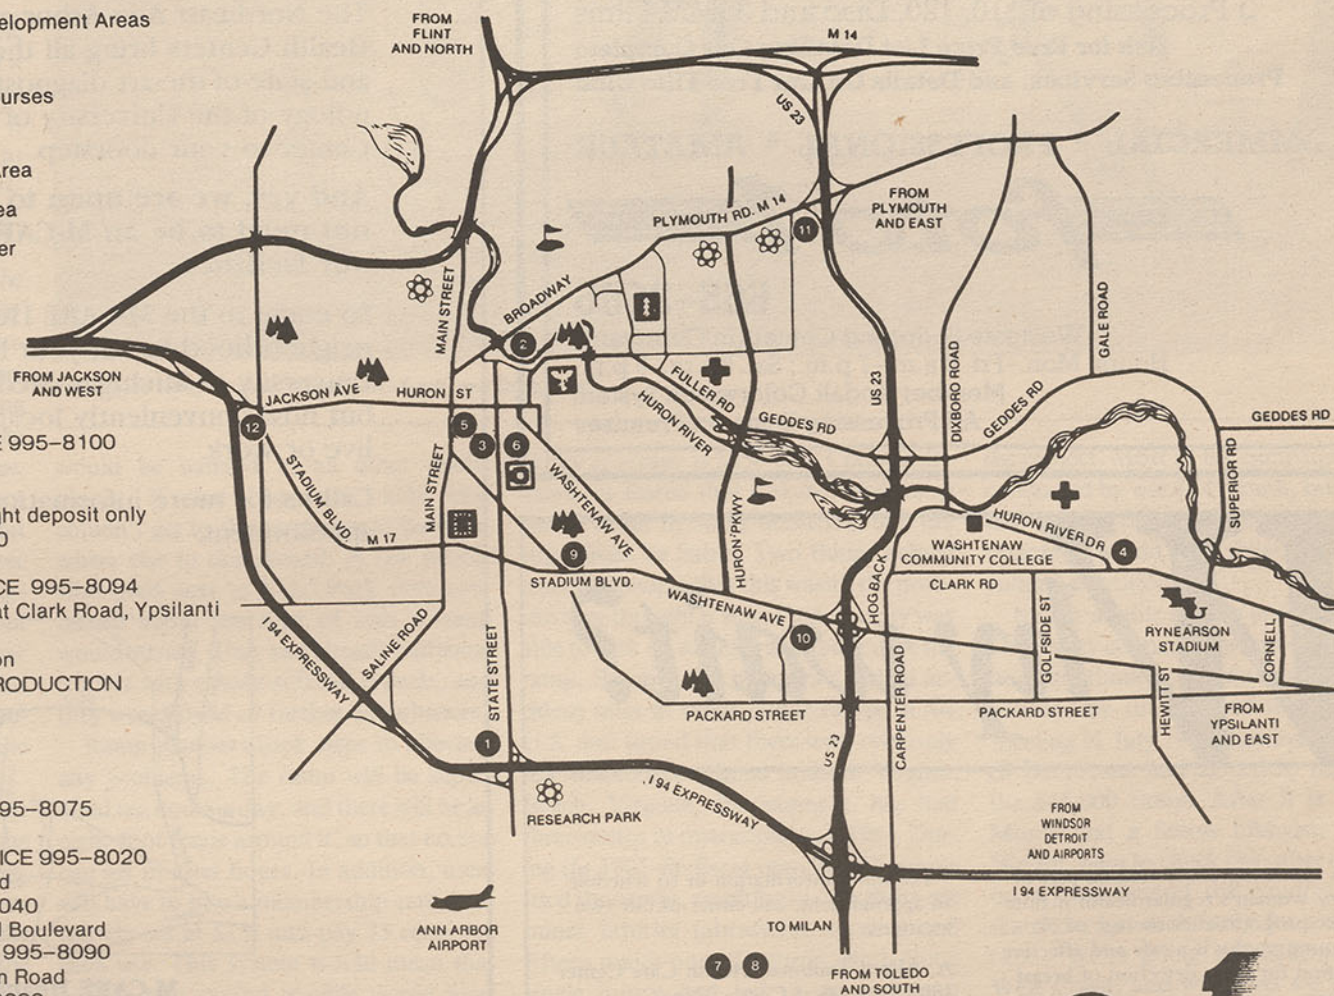 elopment Areas
urses
rea
ea
er
E 995–8100
ght deposit only
0
CE 995–8094
at Clark Road, Ypsilanti
on
RODUCTION
95–8075
ICE 995–8020
d
040
l Boulevard
995–8090
n Road
FROM
FLINT
AND NORTH
M 14
US 23
PLYMOUTH RD. M 14
FROM
PLYMOUTH
AND EAST
11
MAIN STREET
BROADWAY
2
GALE ROAD
FROM JACKSON
AND WEST
JACKSON AVE
HURON ST
FULLER RD
HURON RIVER
GEDDES RD
US 23
DIXBORO ROAD
GEDDES RD
GEDDES RD
12
5
3
6
STADIUM BLVD.
M 17
MAIN STREET
WASHTENAW AVE
9
STADIUM BLVD.
HURON PKWY
SUPERIOR RD
HURON RIVER DR
4
WASHTENAW
COMMUNITY COLLEGE
HOGBACK
CLARK RD
WASHTENAW AVE
10
GOLFSIDE ST
RYNEARSON
STADIUM
CORNELL
I 94 EXPRESSWAY
SALINE ROAD
STATE STREET
1
PACKARD STREET
CARPENTER ROAD
PACKARD STREET
HEWITT ST
FROM
YPSILANTI
AND EAST
US 23
I 94 EXPRESSWAY
RESEARCH PARK
FROM
WINDSOR
DETROIT
AND AIRPORTS
I 94 EXPRESSWAY
ANN ARBOR
AIRPORT
TO MILAN
7
8
FROM TOLEDO
AND SOUTH
1